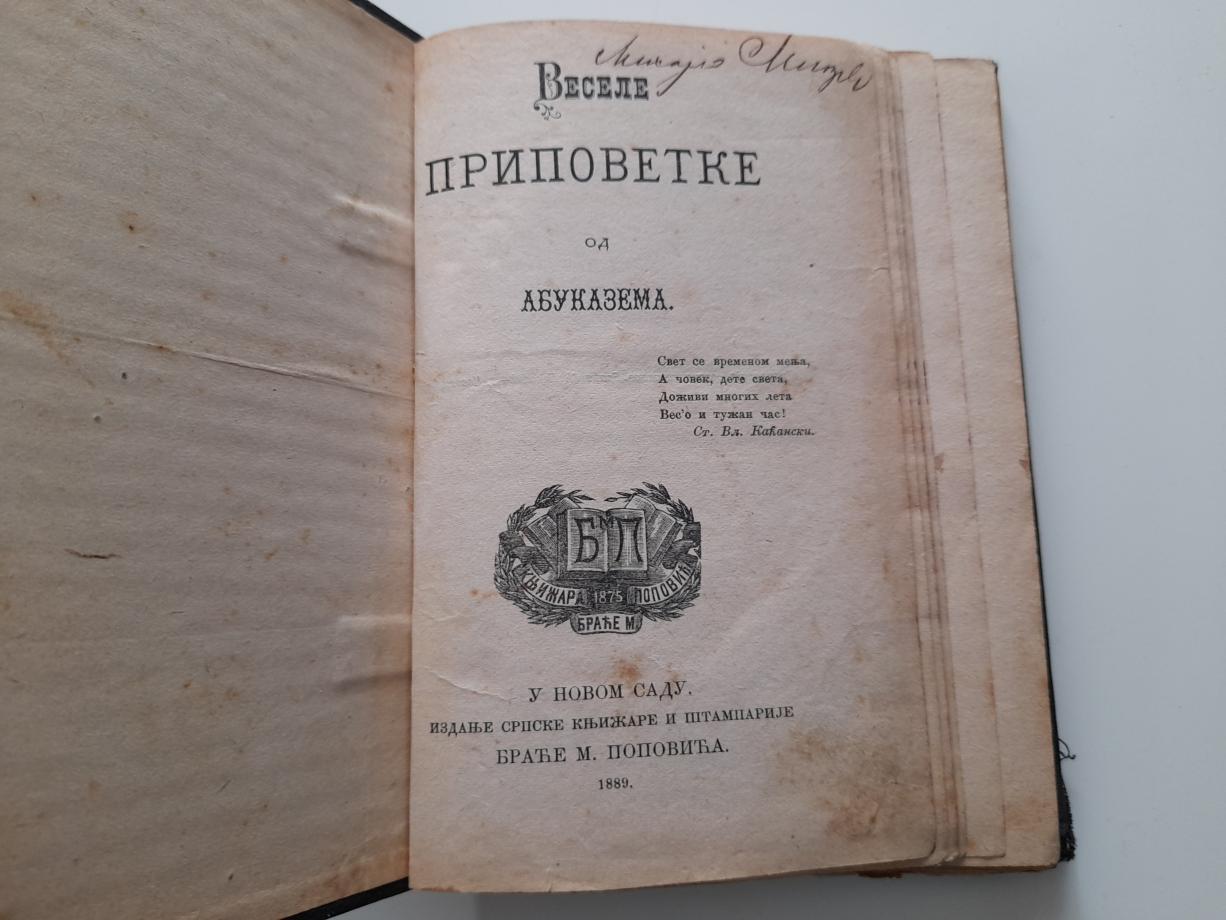 Веселе
ПРИПОВЕТКЕ
ОД
АБУКАЗЕМА.
Свет се временом мења,
А човек, дете света,
Доживи многих лета
Вес'о и тужан час!
Ст. Вл. Каћански.
Б М П
КЊИЖАРА 1875 ПОПОВИЋ
БРАЋЕ М.
У НОВОМ САДУ.
ИЗДАЊЕ СРПСКЕ КЊИЖАРЕ И ШТАМПАРИЈЕ
БРАЋЕ М. ПОПОВИЋА.
1889.